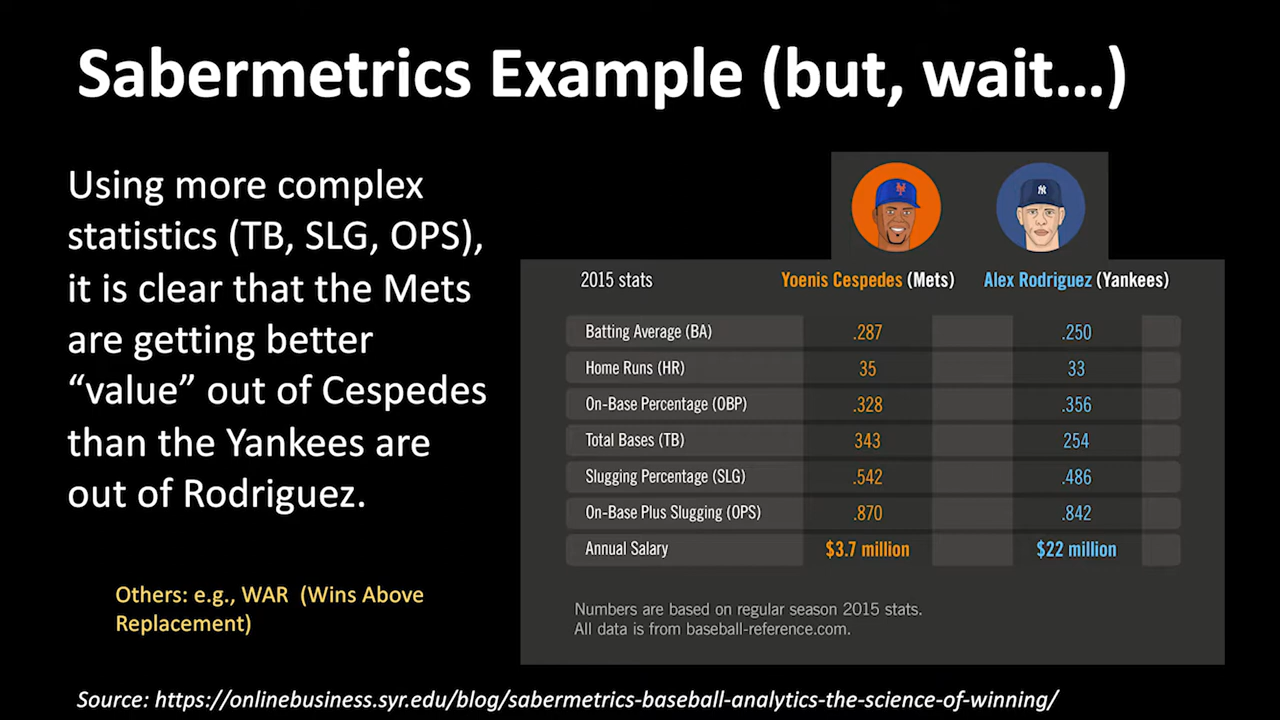 Sabermetrics Example (but, wait…)
Using more complex
statistics (TB, SLG, OPS),
it is clear that the Mets
are getting better
“value” out of Cespedes
than the Yankees are
out of Rodriguez.
Others: e.g., WAR (Wins Above
Replacement)
2015 stats Yoenis Cespedes (Mets) Alex Rodriguez (Yankees)
Batting Average (BA) .287 .250
Home Runs (HR) 35 33
On-Base Percentage (OBP) .328 .356
Total Bases (TB) 343 254
Slugging Percentage (SLG) .542 .486
On-Base Plus Slugging (OPS) .870 .842
Annual Salary $3.7 million $22 million
Numbers are based on regular season 2015 stats.
All data is from baseball-reference.com.
Source: https://onlinebusiness.syr.edu/blog/sabermetrics-baseball-analytics-the-science-of-winning/